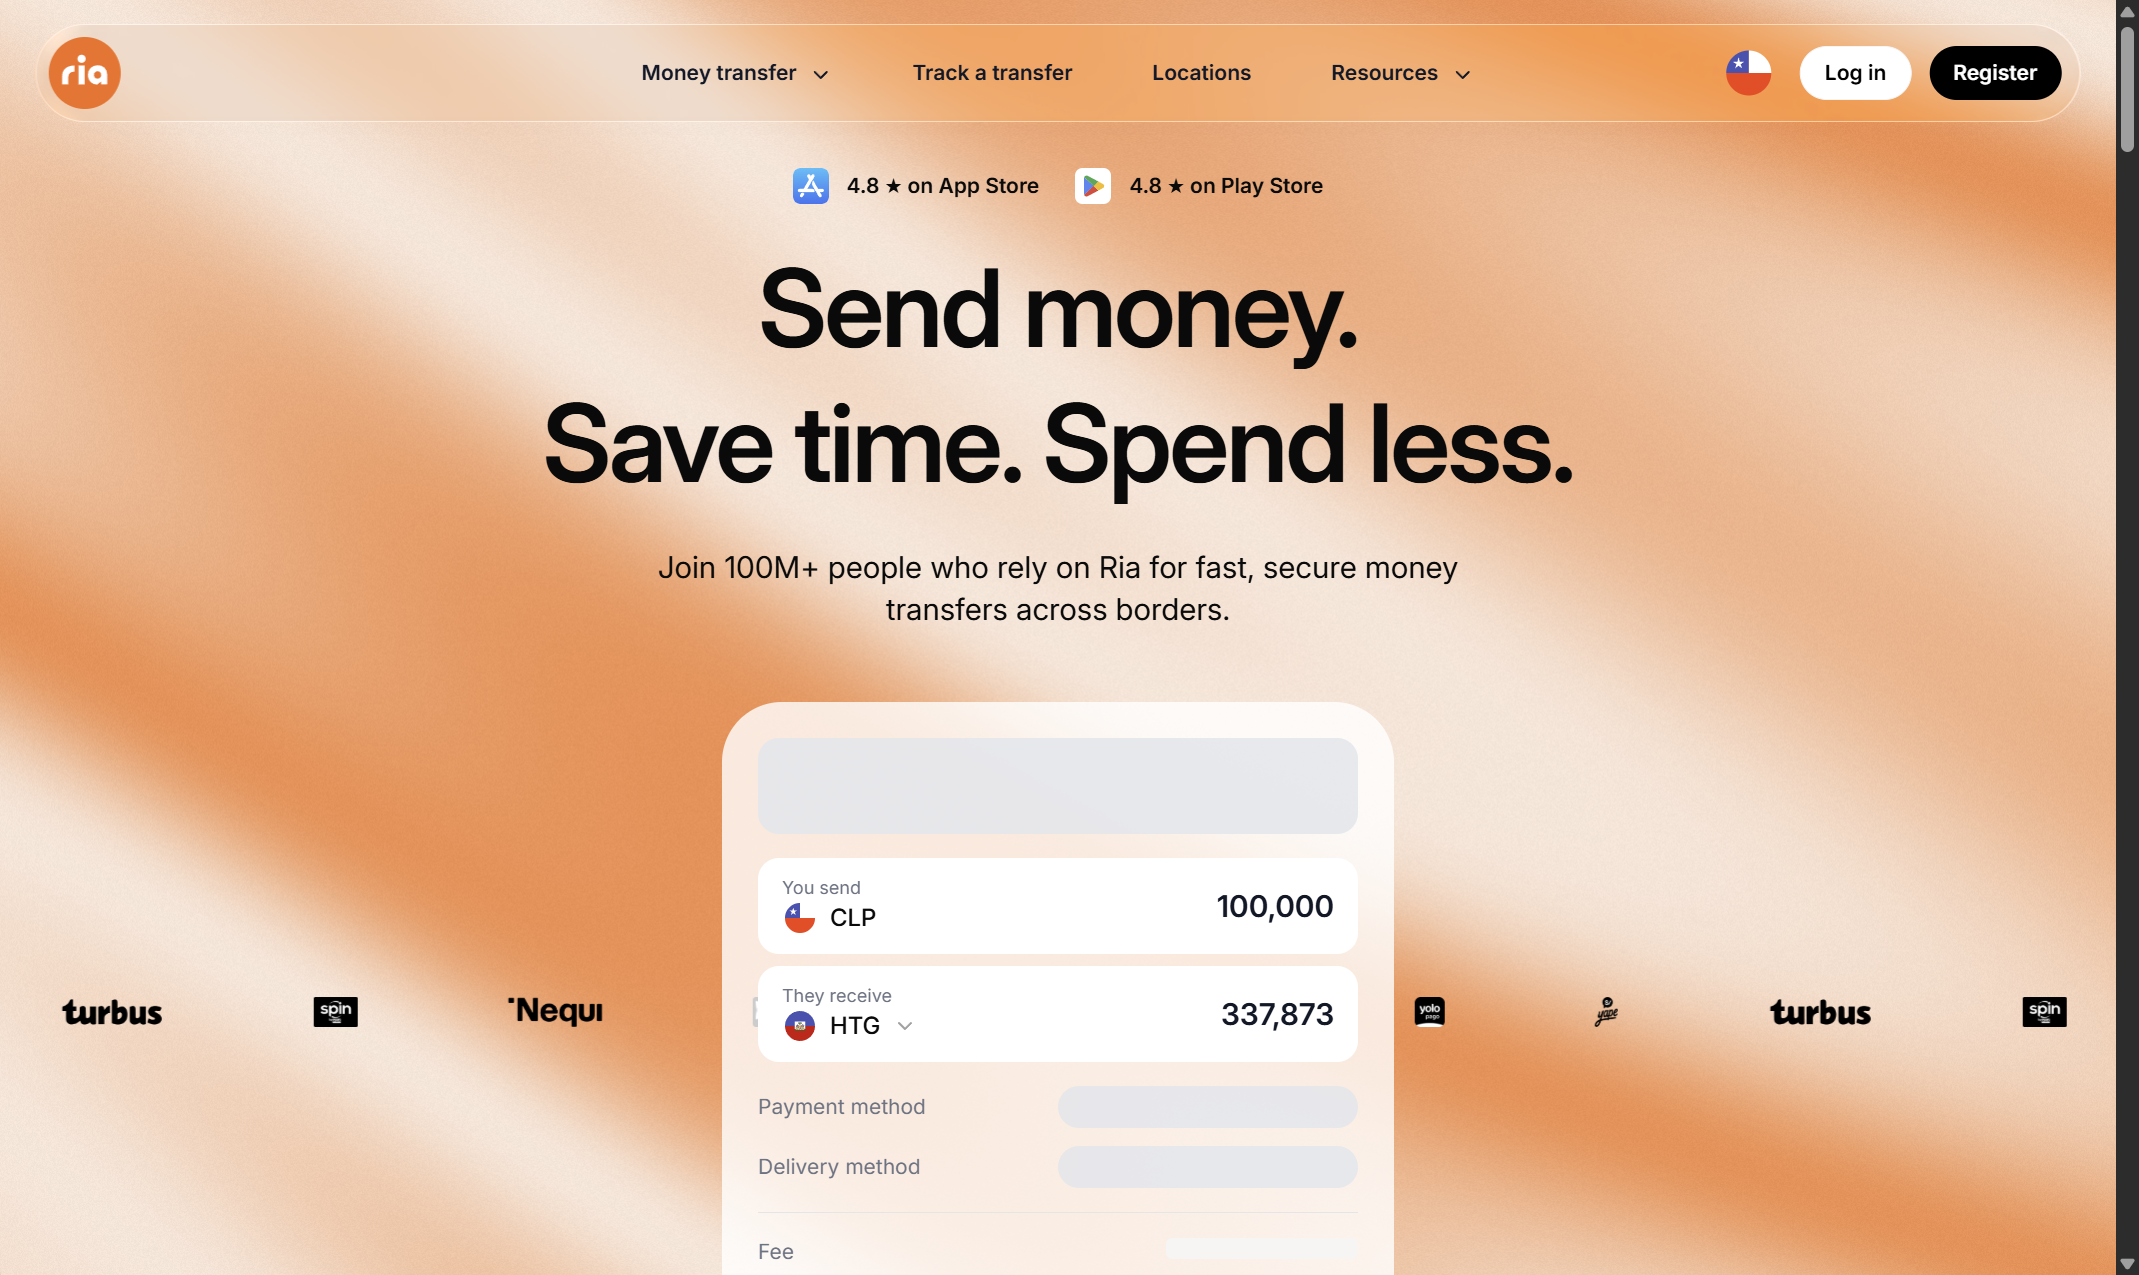 ria
Money transfer
Track a transfer
Locations
Resources
Log in
Register
4.8 ★ on App Store
4.8 ★ on Play Store
Send money.
Save time. Spend less.
Join 100M+ people who rely on Ria for fast, secure money
transfers across borders.
You send
CLP
100,000
They receive
HTG
337,873
turbus
spin
Nequi
yolo
pago
yape
turbus
spin
Payment method
Delivery method
Fee